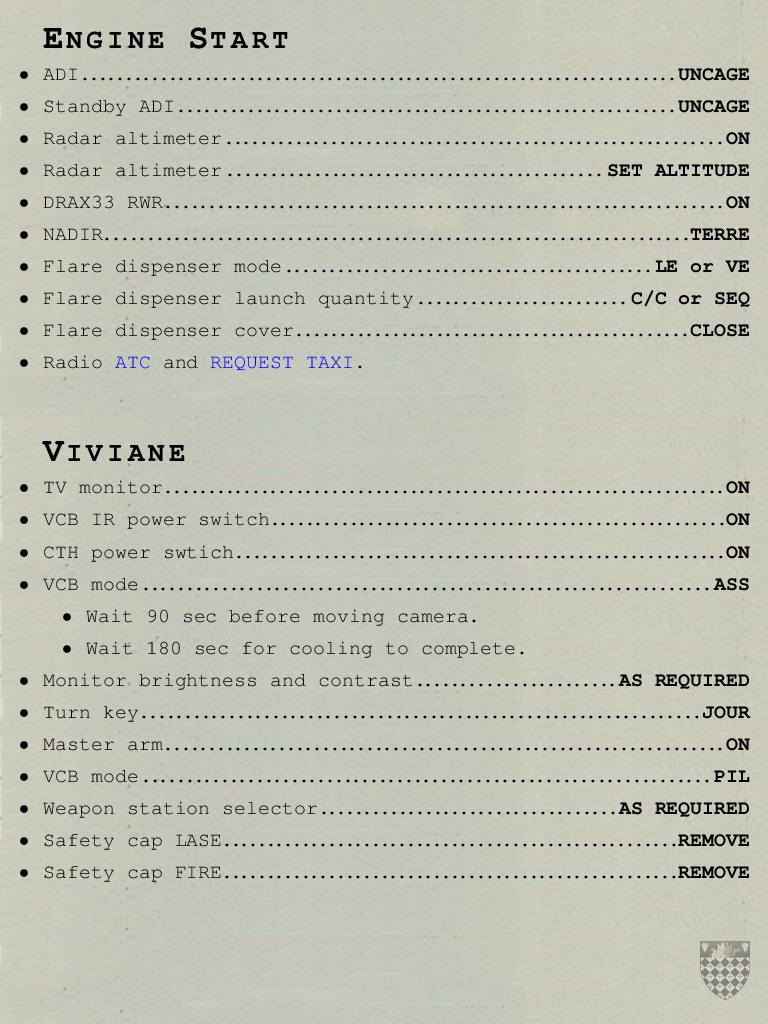 ENGINE START
• ADI..................................................................UNCAGE
• Standby ADI.......................................................UNCAGE
• Radar altimeter.......................................................ON
• Radar altimeter..........................................SET ALTITUDE
• DRAX33 RWR..............................................................ON
• NADIR.................................................................TERRE
• Flare dispenser mode.........................................LE or VE
• Flare dispenser launch quantity........................C/C or SEQ
• Flare dispenser cover............................................CLOSE
• Radio ATC and REQUEST TAXI.
VIVIANE
• TV monitor..............................................................ON
• VCB IR power switch..................................................ON
• CTH power swtich......................................................ON
• VCB mode...............................................................ASS
• Wait 90 sec before moving camera.
• Wait 180 sec for cooling to complete.
• Monitor brightness and contrast.......................AS REQUIRED
• Turn key..............................................................JOUR
• Master arm..............................................................ON
• VCB mode...............................................................PIL
• Weapon station selector.................................AS REQUIRED
• Safety cap LASE...................................................REMOVE
• Safety cap FIRE...................................................REMOVE